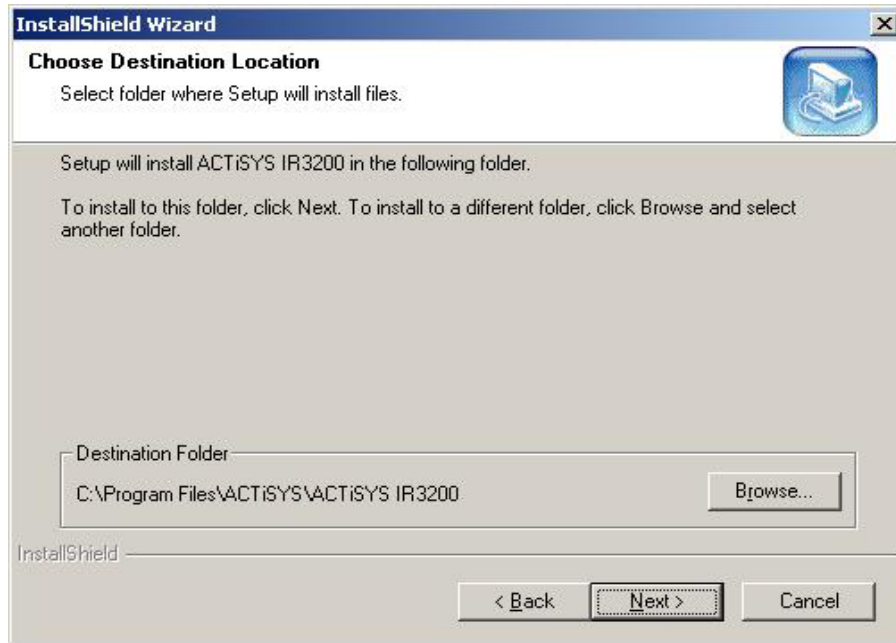 InstallShield Wizard
Choose Destination Location
Select folder where Setup will install files.
Setup will install ACTiSYS IR3200 in the following folder.
To install to this folder, click Next. To install to a different folder, click Browse and select
another folder.
Destination Folder
C:\Program Files\ACTiSYS\ACTiSYS IR3200
Browse...
InstallShield
< Back
Next >
Cancel